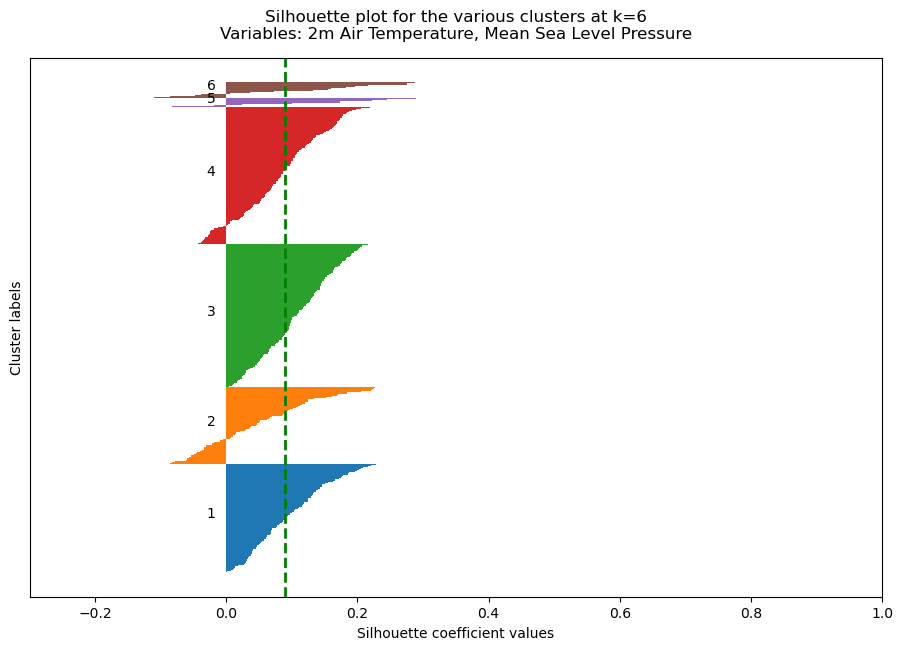 Silhouette plot for the various clusters at k=6
Variables: 2m Air Temperature, Mean Sea Level Pressure
6
5
4
3
2
1
Cluster labels
−0.2 0.0 0.2 0.4 0.6 0.8 1.0
Silhouette coefficient values